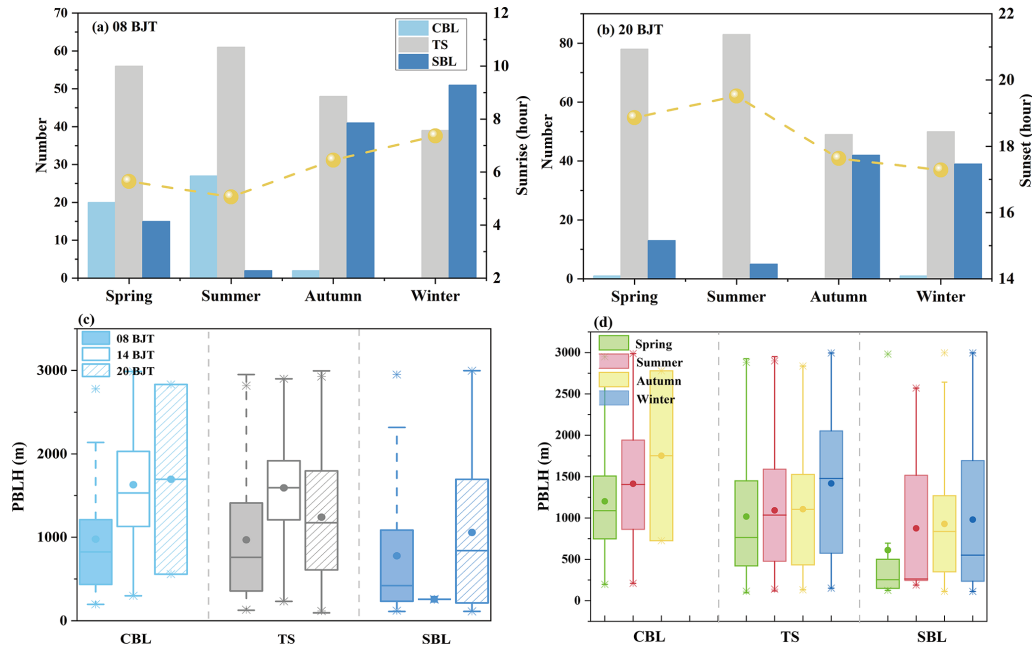 (a) 08 BJT
CBL
TS
SBL
Number
70
60
50
40
30
20
10
0
Sunrise (hour)
12
10
8
6
4
2
Spring Summer Autumn Winter
(b) 20 BJT
Number
80
60
40
20
0
Sunset (hour)
22
20
18
16
14
Spring Summer Autumn Winter
(c)
08 BJT
14 BJT
20 BJT
PBLH (m)
3000
2000
1000
0
CBL TS SBL
(d)
Spring
Summer
Autumn
Winter
PBLH (m)
3000
2500
2000
1500
1000
500
0
CBL TS SBL